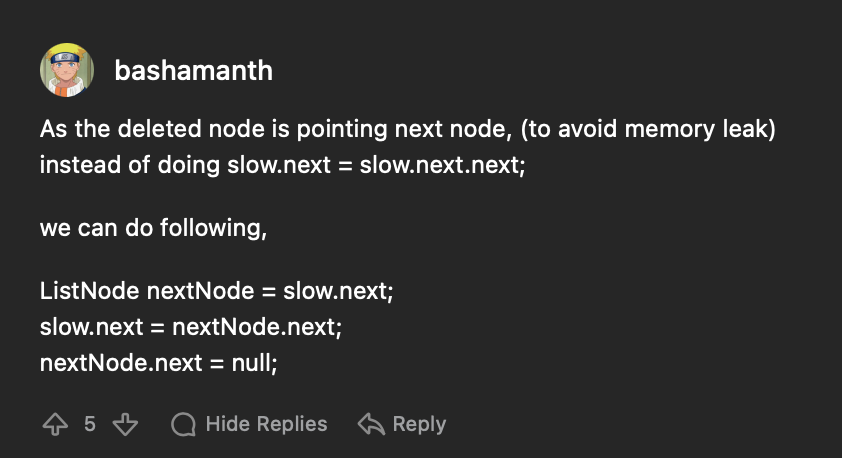 bashamanth
As the deleted node is pointing next node, (to avoid memory leak)
instead of doing slow.next = slow.next.next;
we can do following,
ListNode nextNode = slow.next;
slow.next = nextNode.next;
nextNode.next = null;
5 Hide Replies Reply